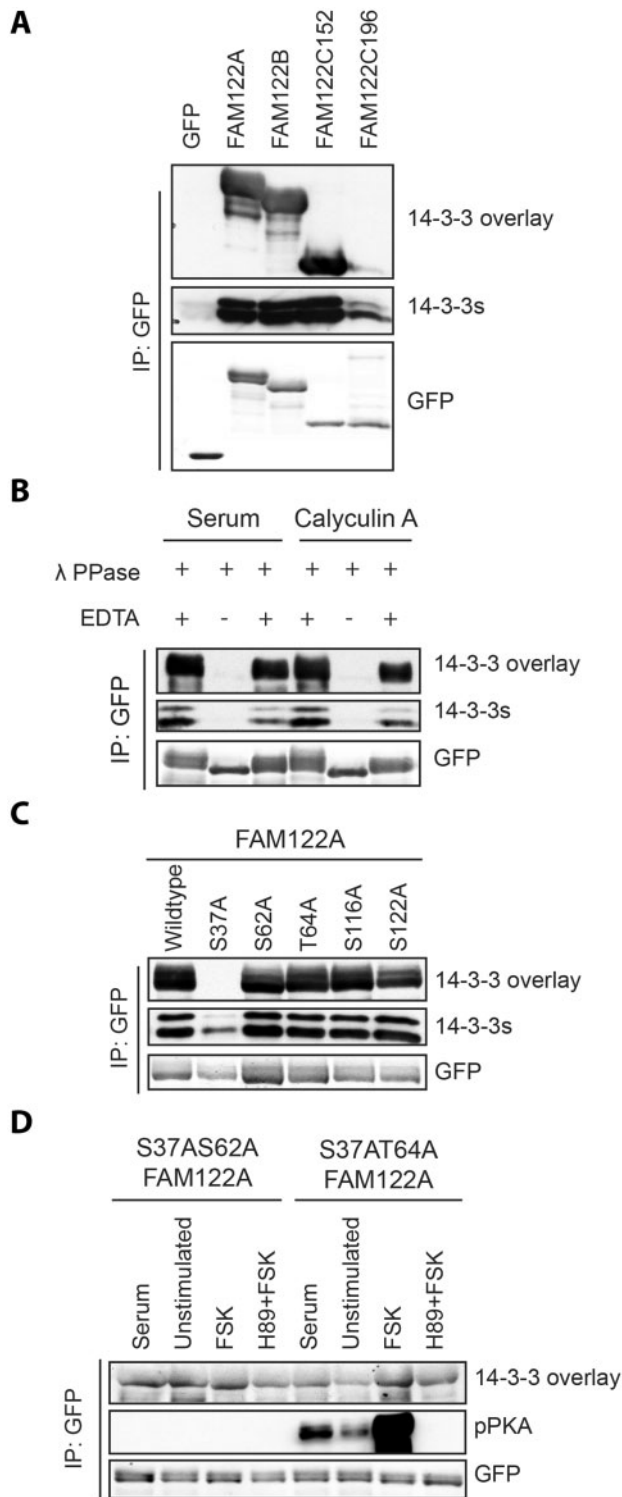 A
GFP
FAM122A
FAM122B
FAM122C152
FAM122C196
IP: GFP
14-3-3 overlay
14-3-3s
GFP
B
Serum Calyculin A
λ PPase + + + + + +
EDTA + - + + - +
IP: GFP
14-3-3 overlay
14-3-3s
GFP
C
FAM122A
Wildtype
S37A
S62A
T64A
S116A
S122A
IP: GFP
14-3-3 overlay
14-3-3s
GFP
D
S37AS62A S37AT64A
FAM122A FAM122A
Serum
Unstimulated
FSK
H89+FSK
Serum
Unstimulated
FSK
H89+FSK
IP: GFP
14-3-3 overlay
pPKA
GFP